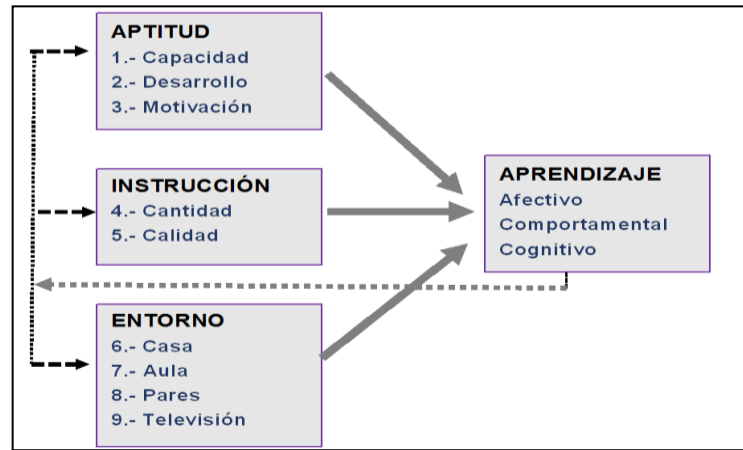 APTITUD
1.- Capacidad
2.- Desarrollo
3.- Motivación
INSTRUCCIÓN
4.- Cantidad
5.- Calidad
ENTORNO
6.- Casa
7.- Aula
8.- Pares
9.- Televisión
APRENDIZAJE
Afectivo
Comportamental
Cognitivo